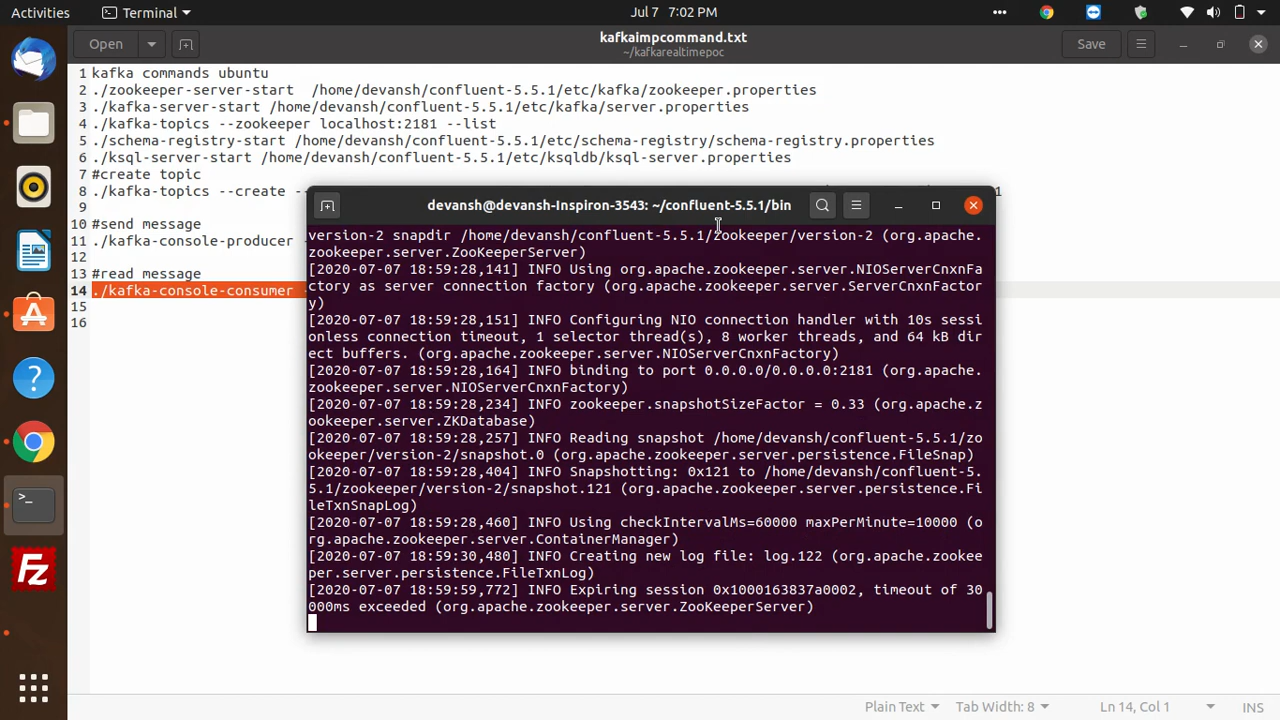 Activities
Terminal
Jul 7  7:02 PM
Open
kafkaimpcommand.txt
~/kafkarealtimepoc
Save
1 kafka commands ubuntu
2 ./zookeeper-server-start  /home/devansh/confluent-5.5.1/etc/kafka/zookeeper.properties
3 ./kafka-server-start /home/devansh/confluent-5.5.1/etc/kafka/server.properties
4 ./kafka-topics --zookeeper localhost:2181 --list
5 ./schema-registry-start /home/devansh/confluent-5.5.1/etc/schema-registry/schema-registry.properties
6 ./ksql-server-start /home/devansh/confluent-5.5.1/etc/ksqldb/ksql-server.properties
7 #create topic
8 ./kafka-topics --create --
1
9
10 #send message
11 ./kafka-console-producer
12
13 #read message
14 ./kafka-console-consumer
15
16
devansh@devansh-Inspiron-3543: ~/confluent-5.5.1/bin
version-2 snapdir /home/devansh/confluent-5.5.1/zookeeper/version-2 (org.apache.
zookeeper.server.ZooKeeperServer)
[2020-07-07 18:59:28,141] INFO Using org.apache.zookeeper.server.NIOServerCnxnFa
ctory as server connection factory (org.apache.zookeeper.server.ServerCnxnFactor
y)
[2020-07-07 18:59:28,151] INFO Configuring NIO connection handler with 10s sessi
onless connection timeout, 1 selector thread(s), 8 worker threads, and 64 kB dir
ect buffers. (org.apache.zookeeper.server.NIOServerCnxnFactory)
[2020-07-07 18:59:28,164] INFO binding to port 0.0.0.0/0.0.0.0:2181 (org.apache.
zookeeper.server.NIOServerCnxnFactory)
[2020-07-07 18:59:28,234] INFO zookeeper.snapshotSizeFactor = 0.33 (org.apache.z
ookeeper.server.ZKDatabase)
[2020-07-07 18:59:28,257] INFO Reading snapshot /home/devansh/confluent-5.5.1/zo
okeeper/version-2/snapshot.0 (org.apache.zookeeper.server.persistence.FileSnap)
[2020-07-07 18:59:28,404] INFO Snapshotting: 0x121 to /home/devansh/confluent-5.
5.1/zookeeper/version-2/snapshot.121 (org.apache.zookeeper.server.persistence.Fi
leTxnSnapLog)
[2020-07-07 18:59:28,460] INFO Using checkIntervalMs=60000 maxPerMinute=10000 (o
rg.apache.zookeeper.server.ContainerManager)
[2020-07-07 18:59:30,480] INFO Creating new log file: log.122 (org.apache.zookee
per.server.persistence.FileTxnLog)
[2020-07-07 18:59:59,772] INFO Expiring session 0x1000163837a0002, timeout of 30
000ms exceeded (org.apache.zookeeper.server.ZooKeeperServer)
Plain Text
Tab Width: 8
Ln 14, Col 1
INS